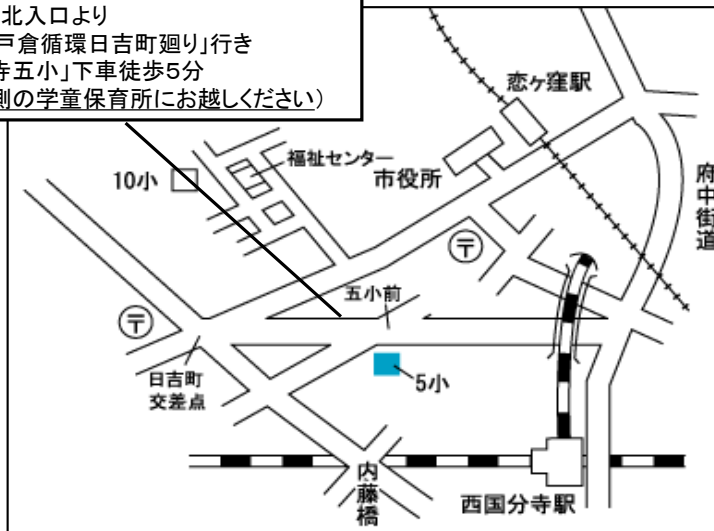 北入口より
戸倉循環日吉町廻り」行き
寺五小」下車徒歩5分
側の学童保育所にお越しください)
恋ヶ窪駅
福祉センター
市役所
10小
府中街道
〒
五小前
〒
日吉町
交差点
5小
内藤橋
西国分寺駅